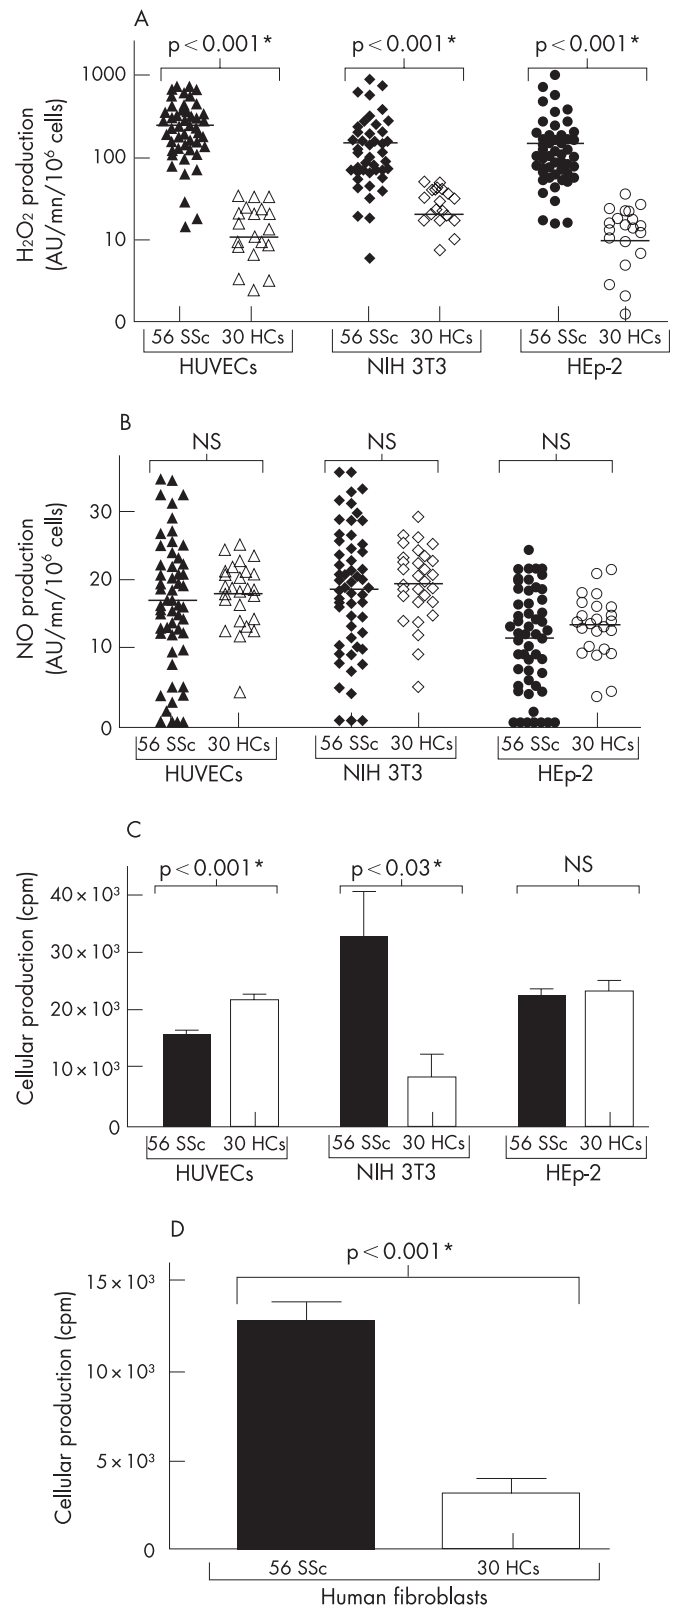 A
p < 0.001*
p < 0.001*
p < 0.001*
H₂O₂ production
(AU/mn/10⁶ cells)
1000
100
10
0
56 SSc 30 HCs
56 SSc 30 HCs
56 SSc 30 HCs
HUVECs
NIH 3T3
HEp-2
B
NS
NS
NS
NO production
(AU/mn/10⁶ cells)
30
20
10
0
56 SSc 30 HCs
56 SSc 30 HCs
56 SSc 30 HCs
HUVECs
NIH 3T3
HEp-2
C
p < 0.001*
p < 0.03*
NS
Cellular production (cpm)
40 × 10³
30 × 10³
20 × 10³
10 × 10³
0
56 SSc 30 HCs
56 SSc 30 HCs
56 SSc 30 HCs
HUVECs
NIH 3T3
HEp-2
D
p < 0.001*
Cellular production (cpm)
15 × 10³
10 × 10³
5 × 10³
0
56 SSc
30 HCs
Human fibroblasts